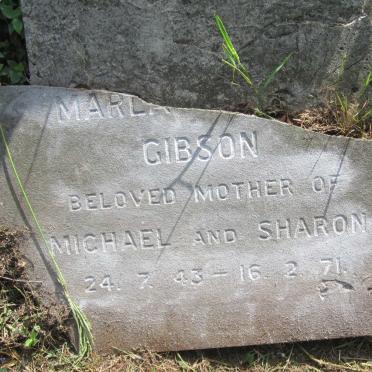 GIBSON
BELOVED MOTHER OF
MICHAEL AND SHARON
24. 7. 43 - 16. 2. 71.